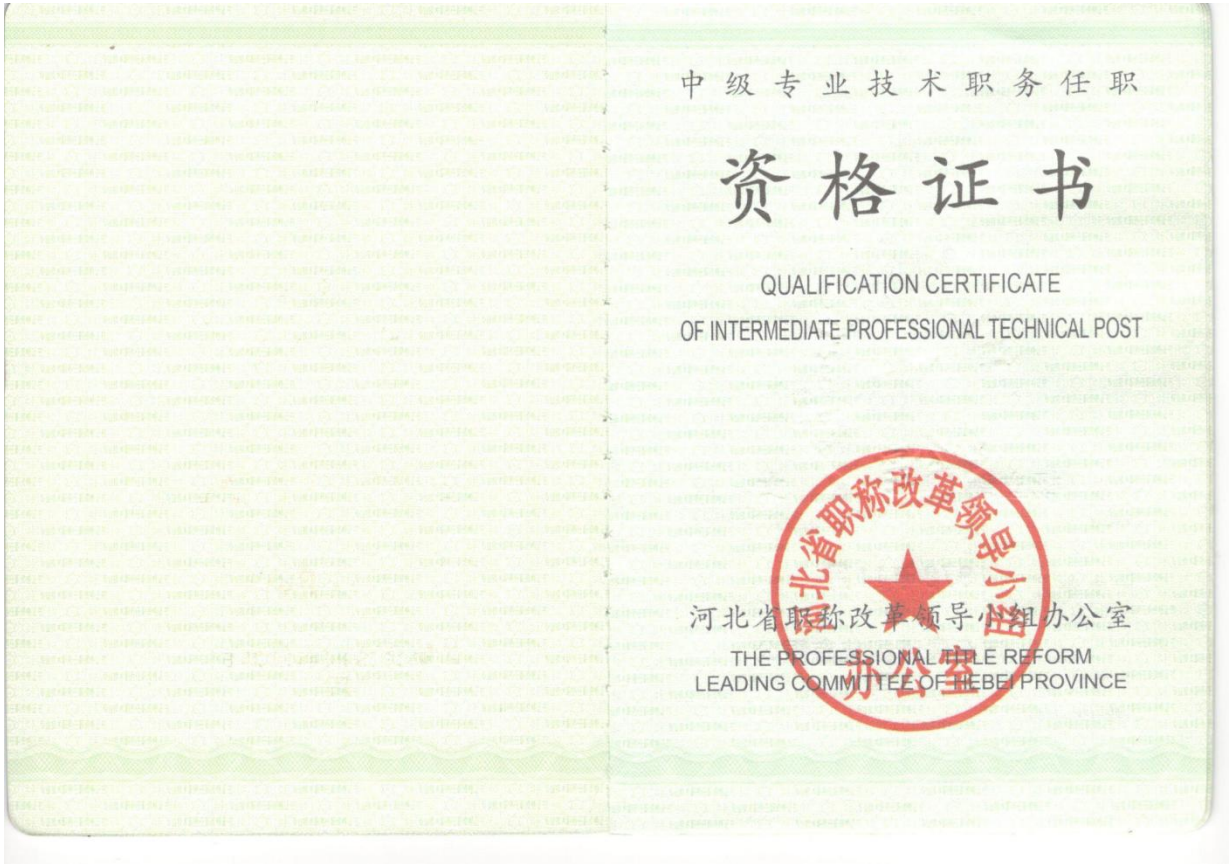 中级专业技术职务任职
资格证书
QUALIFICATION CERTIFICATE
OF INTERMEDIATE PROFESSIONAL TECHNICAL POST
河北省职称改革领导小组
办公室
河北省职称改革领导小组办公室
THE PROFESSIONAL TITLE REFORM
LEADING COMMITTEE OF HEBEI PROVINCE